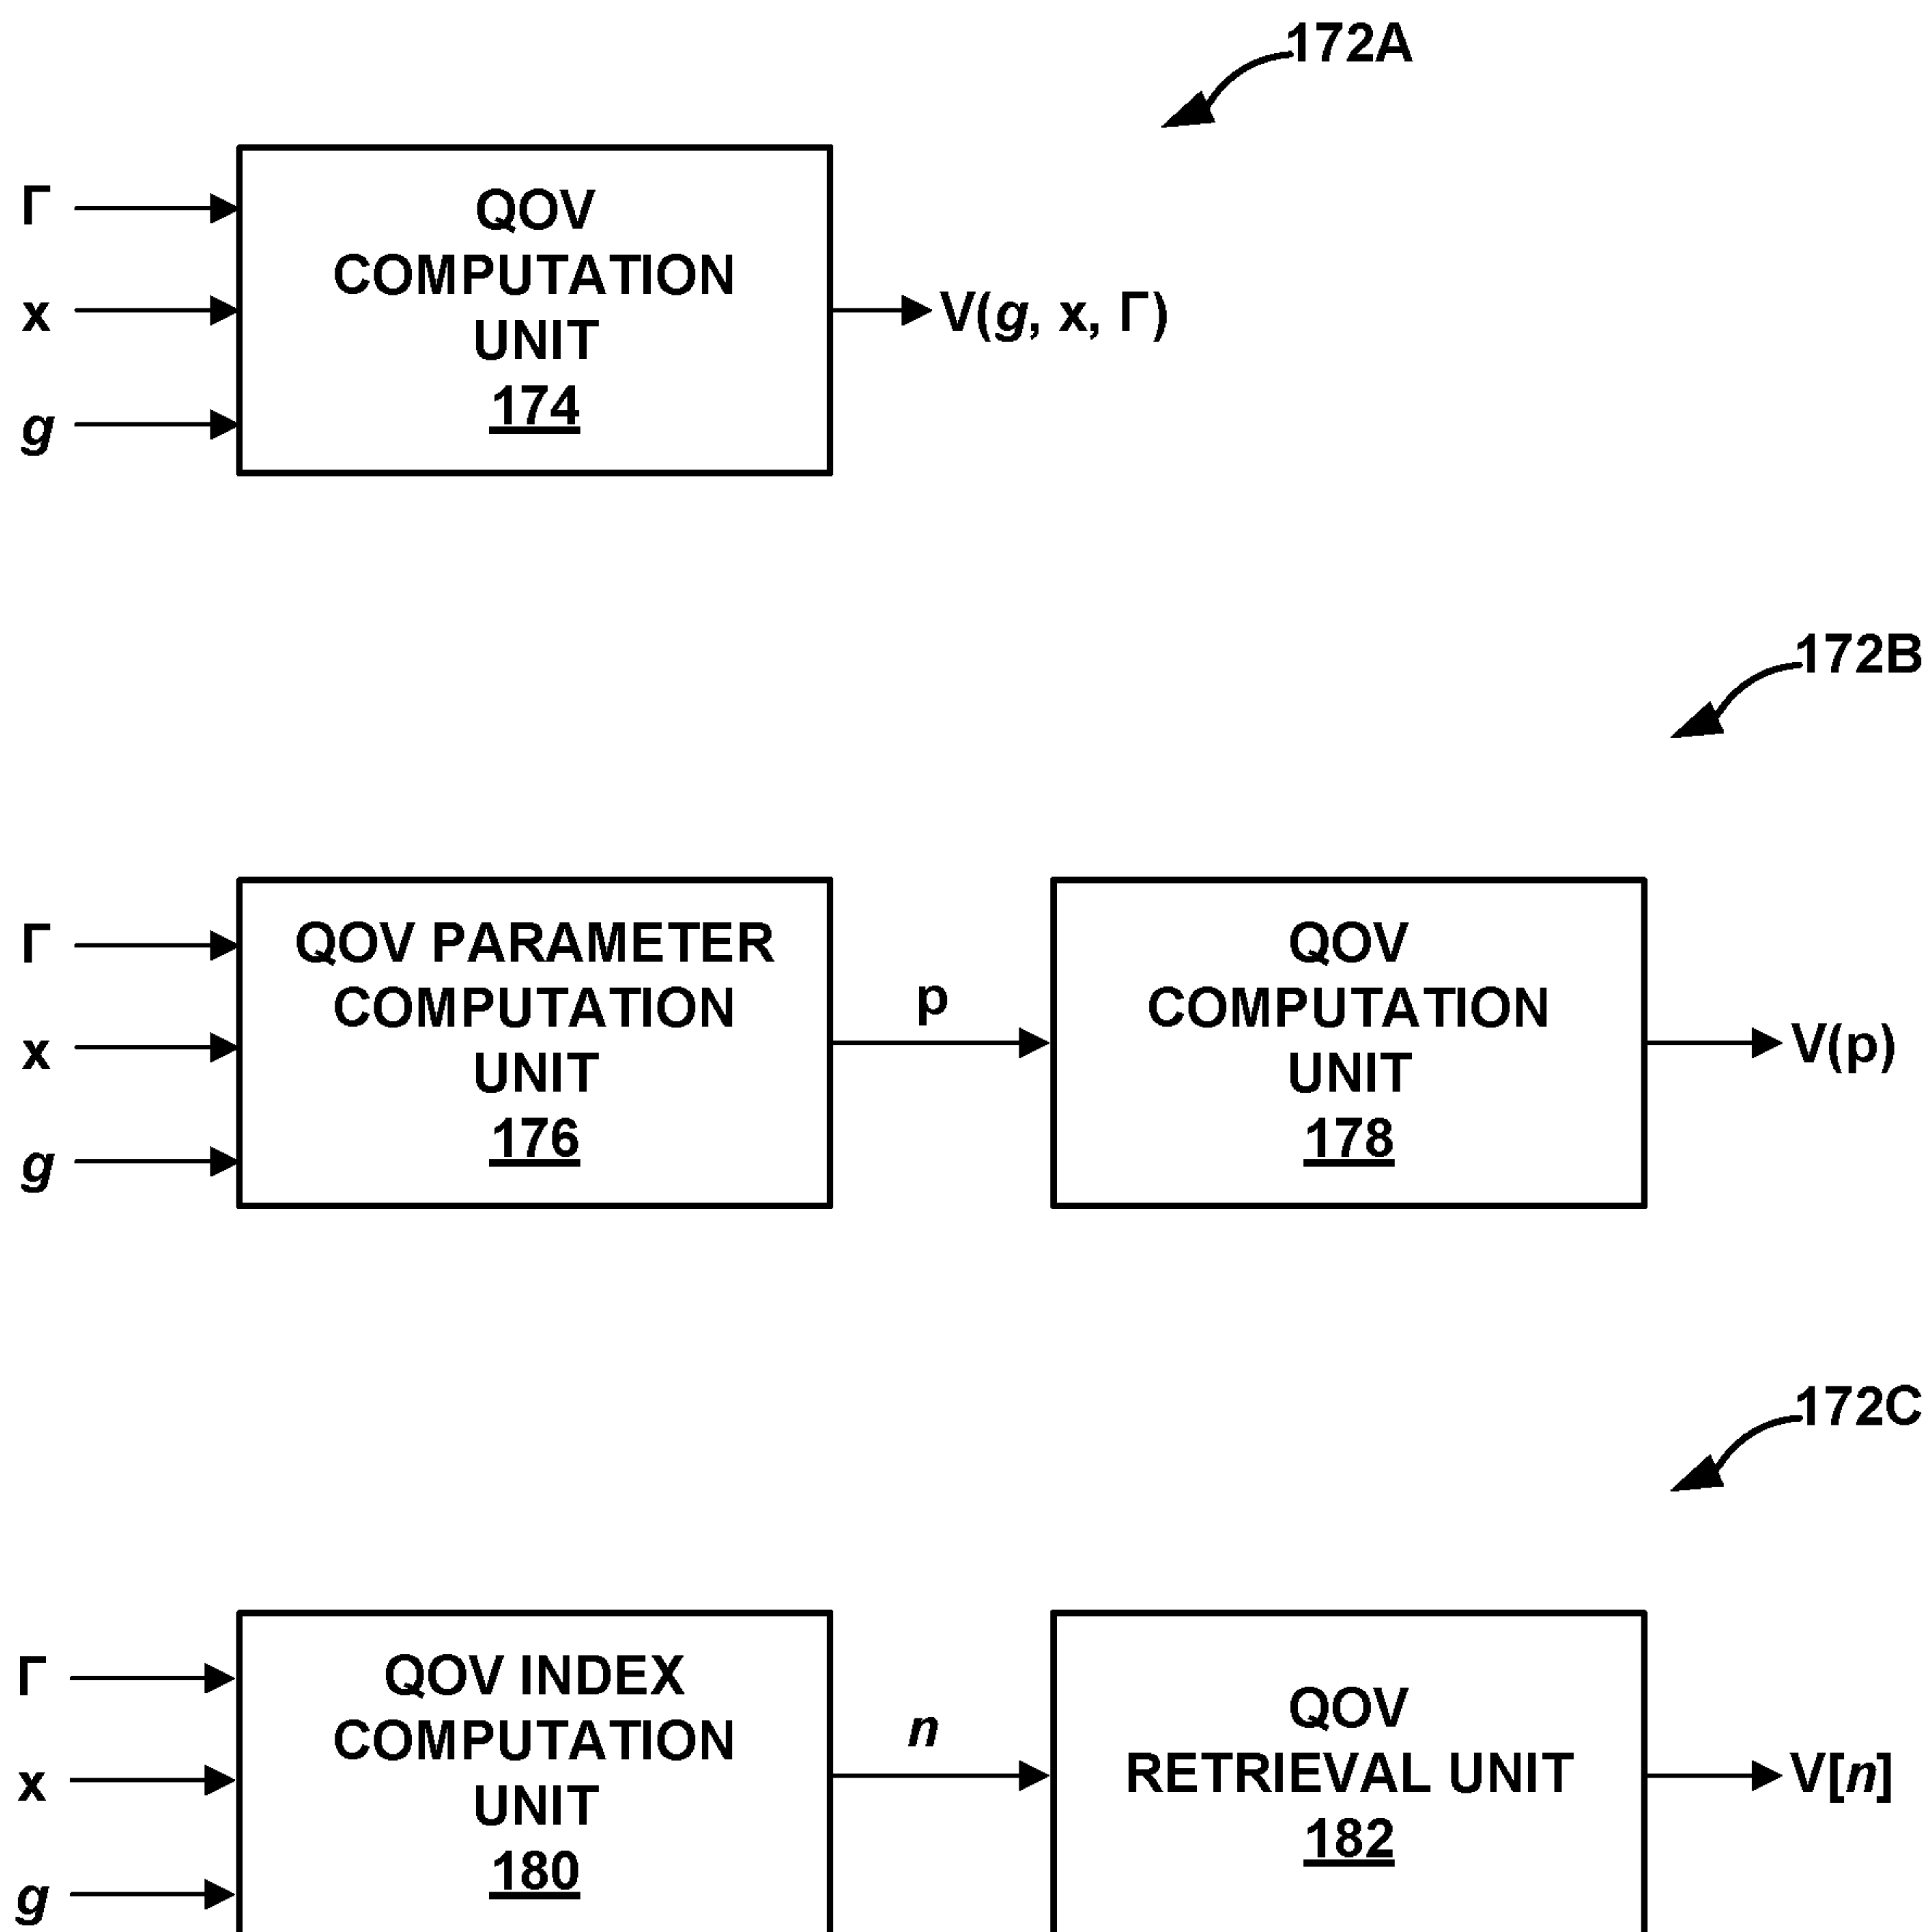 172A
Γ
x
g
QOV
COMPUTATION
UNIT
174
V(g, x, Γ)
172B
Γ
x
g
QOV PARAMETER
COMPUTATION
UNIT
176
p
QOV
COMPUTATION
UNIT
178
V(p)
172C
Γ
x
g
QOV INDEX
COMPUTATION
UNIT
180
n
QOV
RETRIEVAL UNIT
182
V[n]